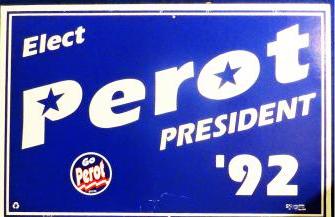 Elect
Perot
PRESIDENT
'92
Go
Perot